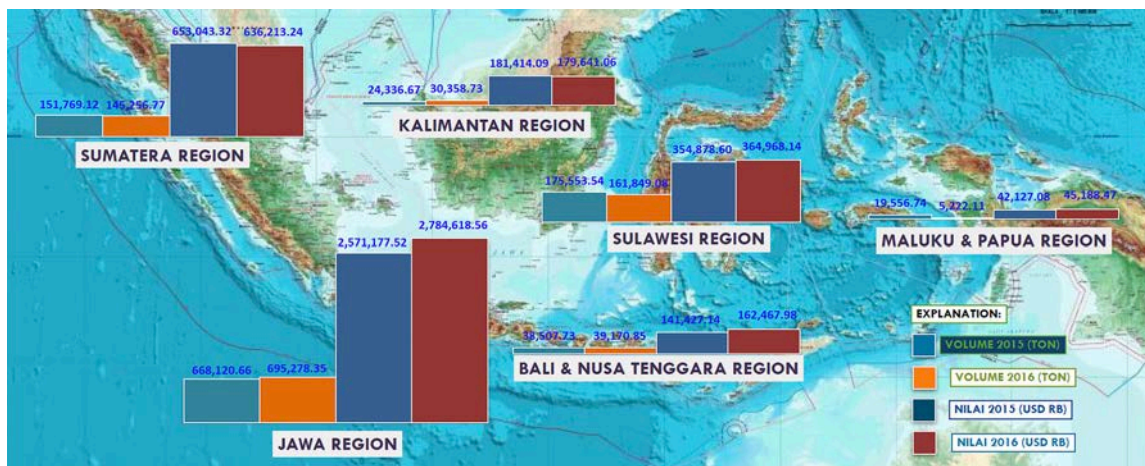 653,043.32 636,213.24
151,769.12 145,256.77
SUMATERA REGION
181,414.09 179,641.06
24,336.67 30,358.73
KALIMANTAN REGION
354,878.60 364,968.14
175,553.54 161,849.08
SULAWESI REGION
42,127.08 45,188.47
19,556.74 5,222.11
MALUKU & PAPUA REGION
2,784,618.56
2,571,177.52
668,120.66 695,278.35
JAWA REGION
162,467.98
141,427.14
38,507.73 39,170.85
BALI & NUSA TENGGARA REGION
EXPLANATION:
VOLUME 2015 (TON)
VOLUME 2016 (TON)
NILAI 2015 (USD RB)
NILAI 2016 (USD RB)